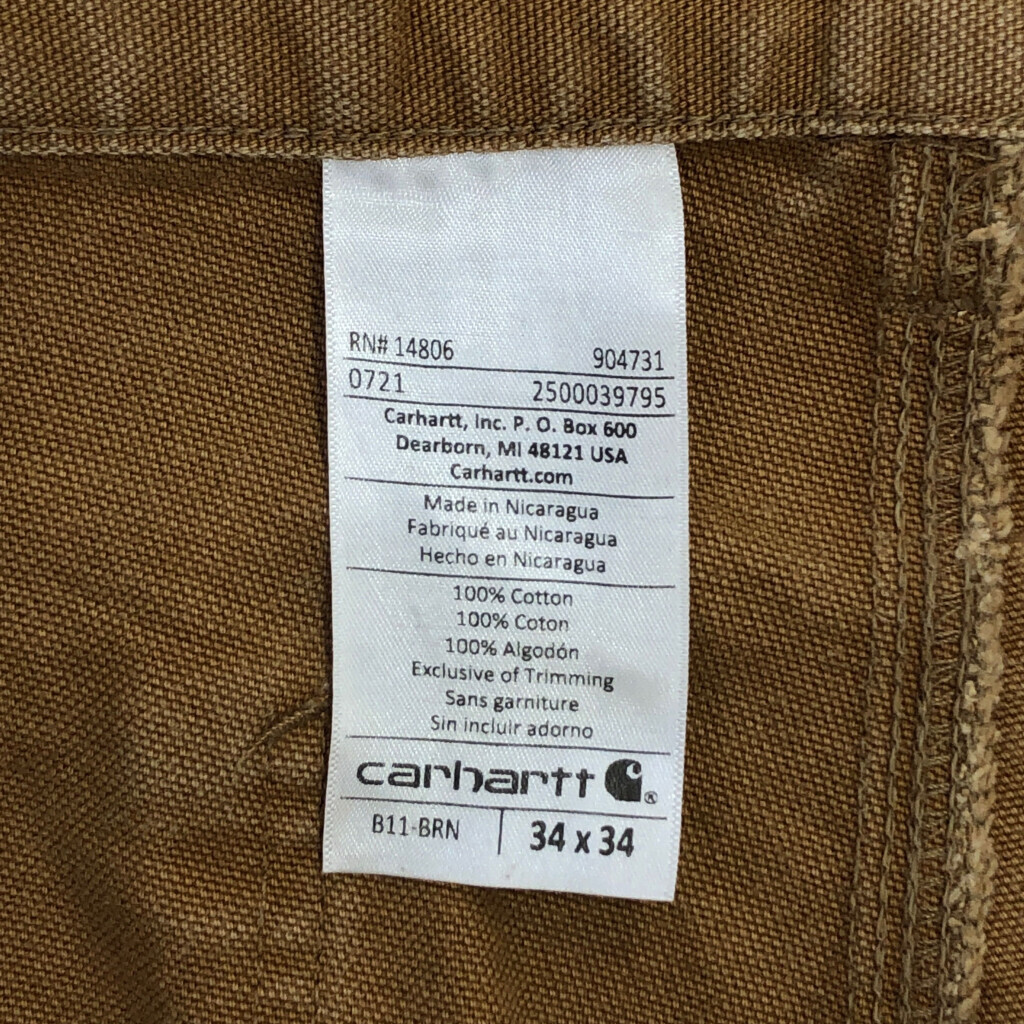 RN# 14806 904731
0721 2500039795
Carhartt, Inc. P. O. Box 600
Dearborn, MI 48121 USA
Carhartt.com
Made in Nicaragua
Fabriqué au Nicaragua
Hecho en Nicaragua
100% Cotton
100% Coton
100% Algodón
Exclusive of Trimming
Sans garniture
Sin incluir adorno
carhartt ®
B11-BRN 34 x 34